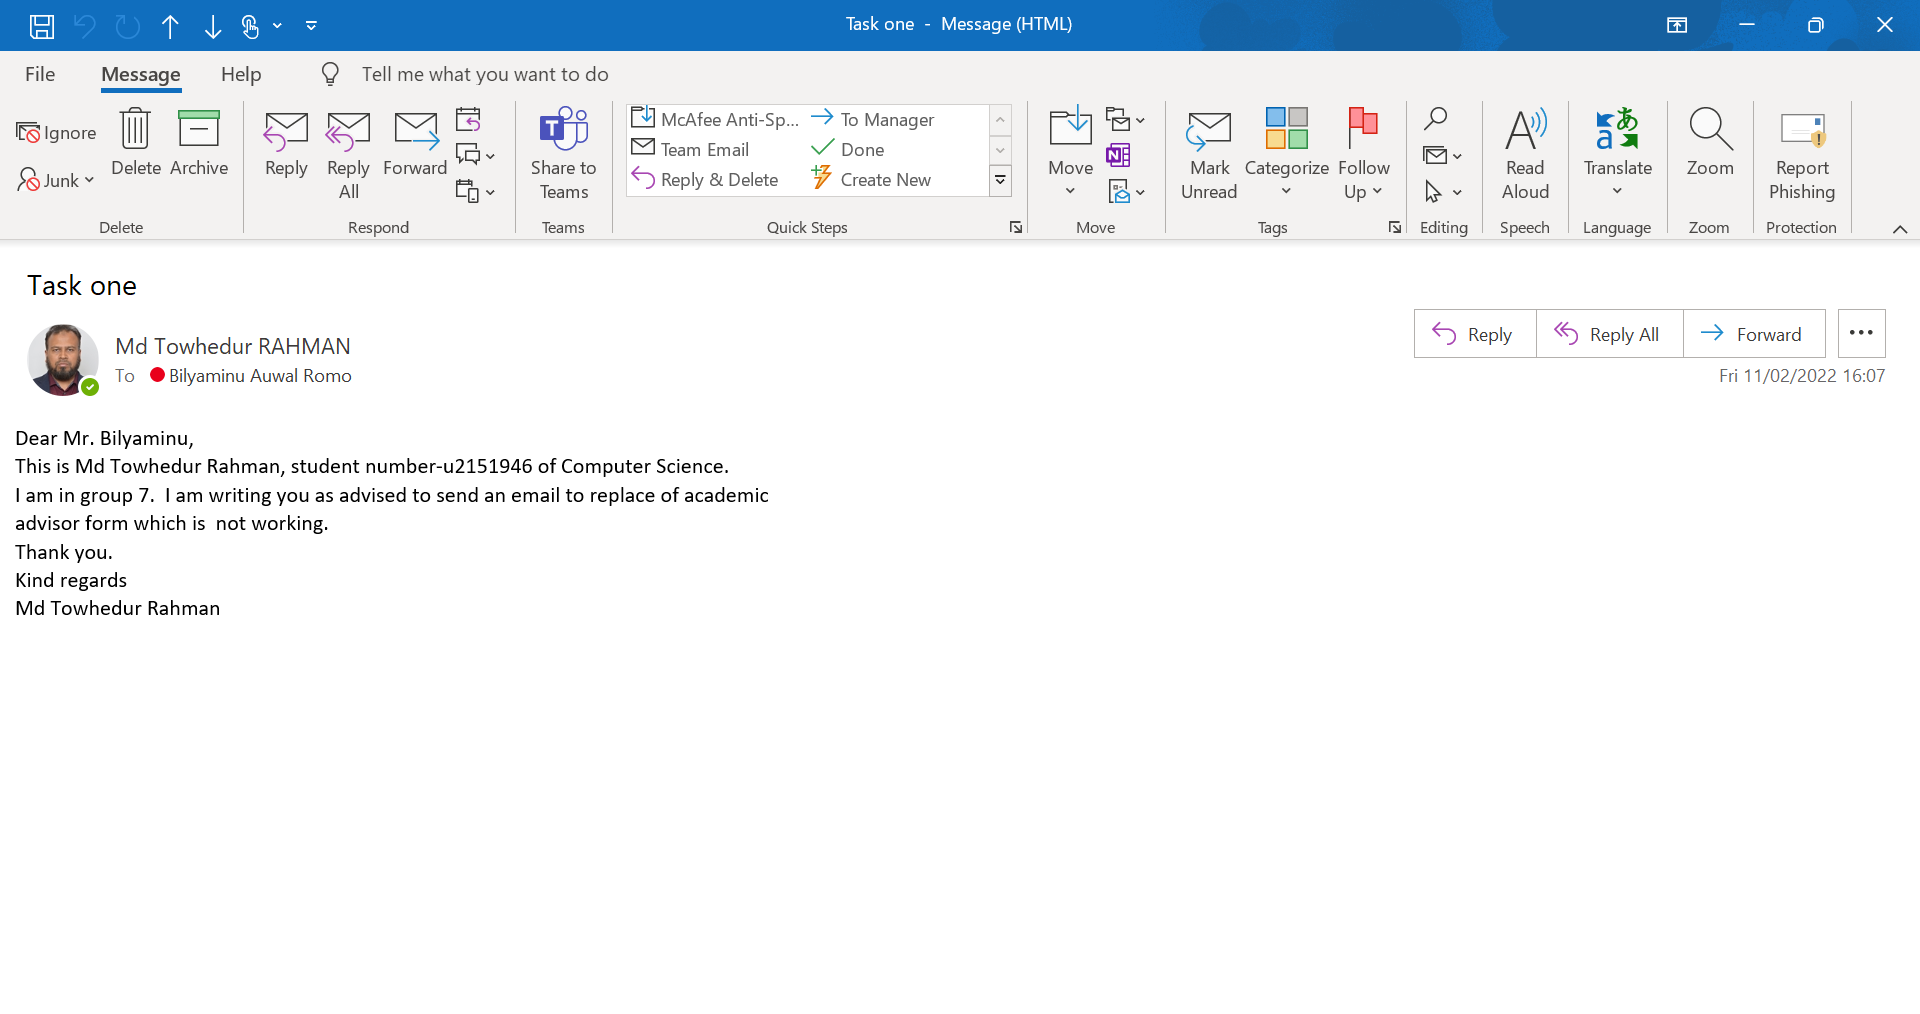 Task one - Message (HTML)
File Message Help Tell me what you want to do
Ignore
Junk
Delete
Archive
Delete
Reply
Reply All
Forward
Respond
Share to Teams
Teams
McAfee Anti-Sp... To Manager
Team Email Done
Reply & Delete Create New
Quick Steps
Move
Move
Mark Unread
Categorize
Follow Up
Tags
Editing
Read Aloud
Speech
Translate
Language
Zoom
Zoom
Report Phishing
Protection
Task one
Md Towhedur RAHMAN
To Bilyaminu Auwal Romo
Reply Reply All Forward
Fri 11/02/2022 16:07
Dear Mr. Bilyaminu,
This is Md Towhedur Rahman, student number-u2151946 of Computer Science.
I am in group 7.  I am writing you as advised to send an email to replace of academic
advisor form which is  not working.
Thank you.
Kind regards
Md Towhedur Rahman